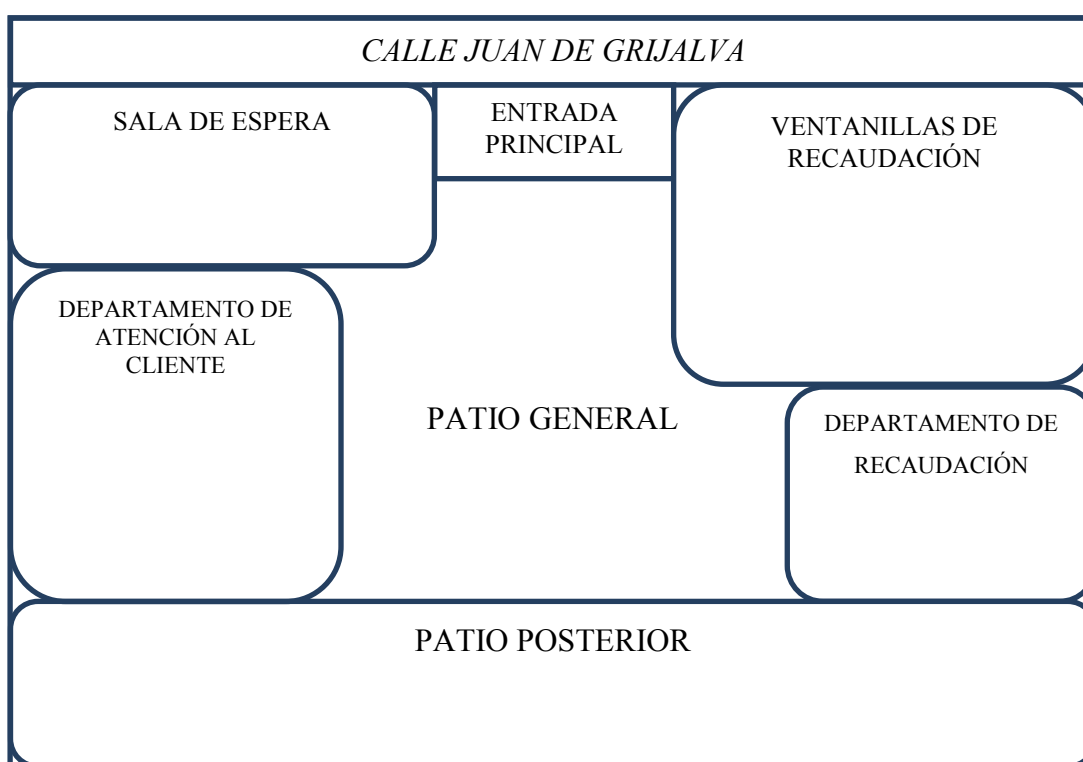 CALLE JUAN DE GRIJALVA
SALA DE ESPERA
ENTRADA
PRINCIPAL
VENTANILLAS DE
RECAUDACIÓN
DEPARTAMENTO DE
ATENCIÓN AL
CLIENTE
PATIO GENERAL
DEPARTAMENTO DE
RECAUDACIÓN
PATIO POSTERIOR